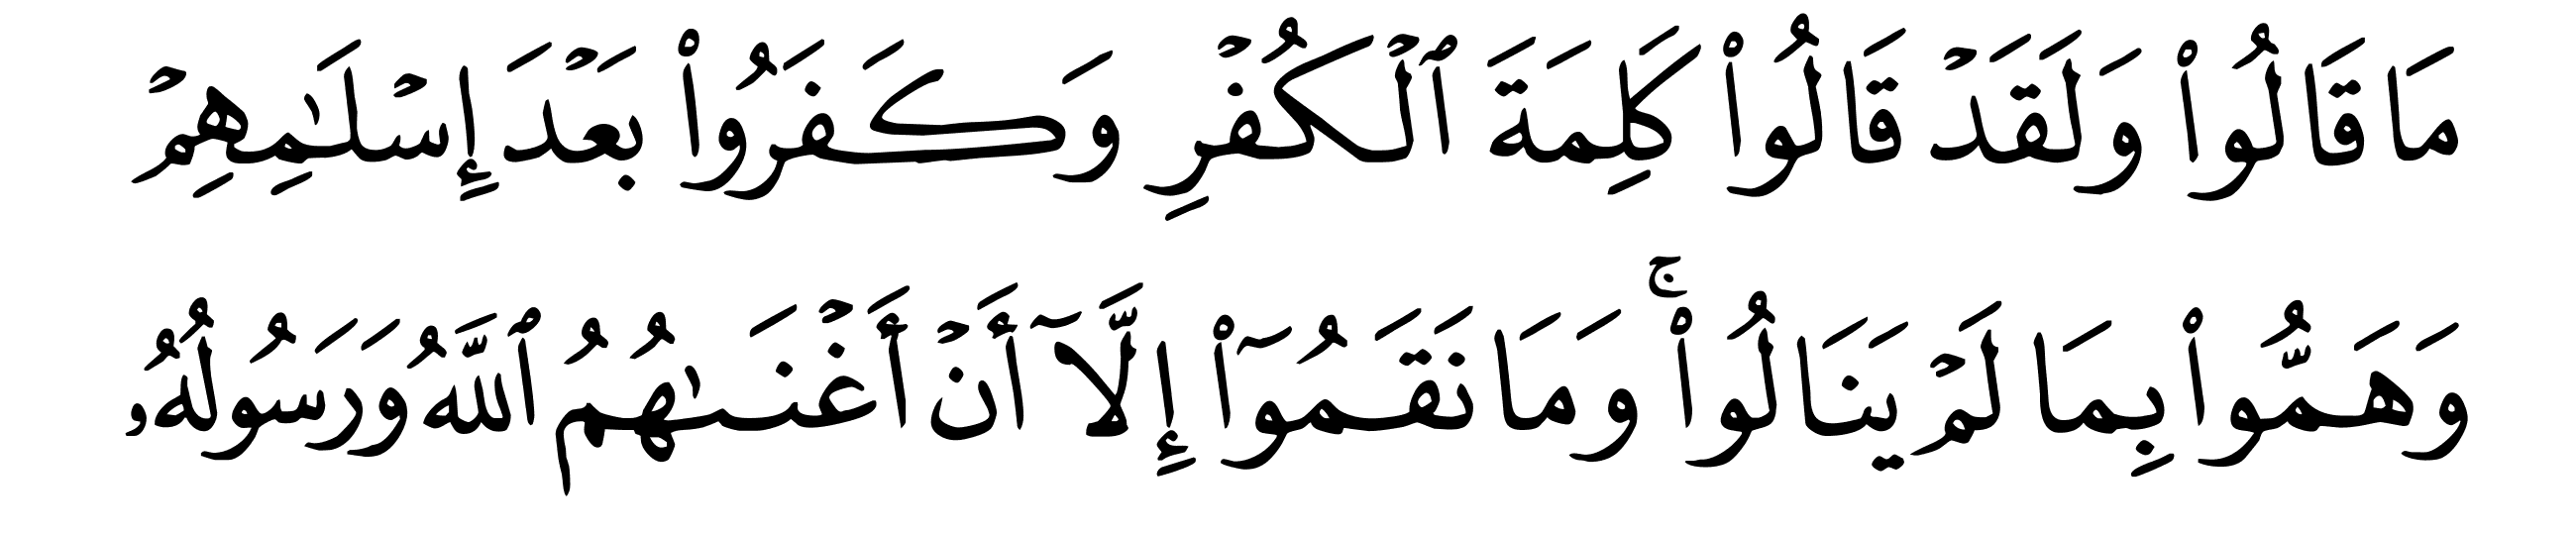 مَا قَالُوا۟ وَلَقَدْ قَالُوا۟ كَلِمَةَ ٱلْكُفْرِ وَكَفَرُوا۟ بَعْدَ إِسْلَـٰمِهِمْ
وَهَمُّوا۟ بِمَا لَمْ يَنَالُوا۟ ۚ وَمَا نَقَمُوٓا۟ إِلَّآ أَنْ أَغْنَىٰهُمُ ٱللَّهُ وَرَسُولُهُۥ